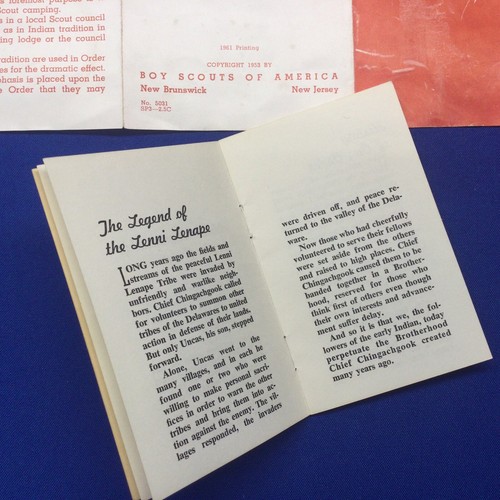 s foremost purpose is
Scout camping.
s in a local Scout council
as in Indian tradition in
ng lodge or the council
tradition are used in Order
es for the dramatic effect.
phasis is placed upon the
e Order that they may
1961 Printing
COPYRIGHT 1958 BY
BOY SCOUTS OF AMERICA
New Brunswick New Jersey
No. 5021
The Legend of
the Lenni Lenape
LONG years ago the fields and
streams of the peaceful Lenni
Lenape Tribe were invaded by
unfriendly and warlike neigh-
bors. Chief Chingachgook called
for volunteers to summon other
tribes of the Delawares to united
action in defense of their lands.
But only Uncas, his son, stepped
forward.
Alone, Uncas went to the
many villages, and in each he
found one or two who were
willing to make personal sacri-
fices in order to warn the other
tribes and bring them into ac-
tion against the enemy. The vil-
lages responded, the invaders
were driven off, and peace re-
turned to the valley of the Dela-
ware.
Now those who had cheerfully
volunteered to serve their fellows
were set aside from the others
and raised to high places. Chief
Chingachgook caused them to be
banded together in a Brother-
hood, reserved for those who
think first of others even though
their own interests and advance-
ment suffer delay.
And so it is that we, the fol-
lowers of the early Indian, today
perpetuate the Brotherhood
Chief Chingachgook created
many years ago.